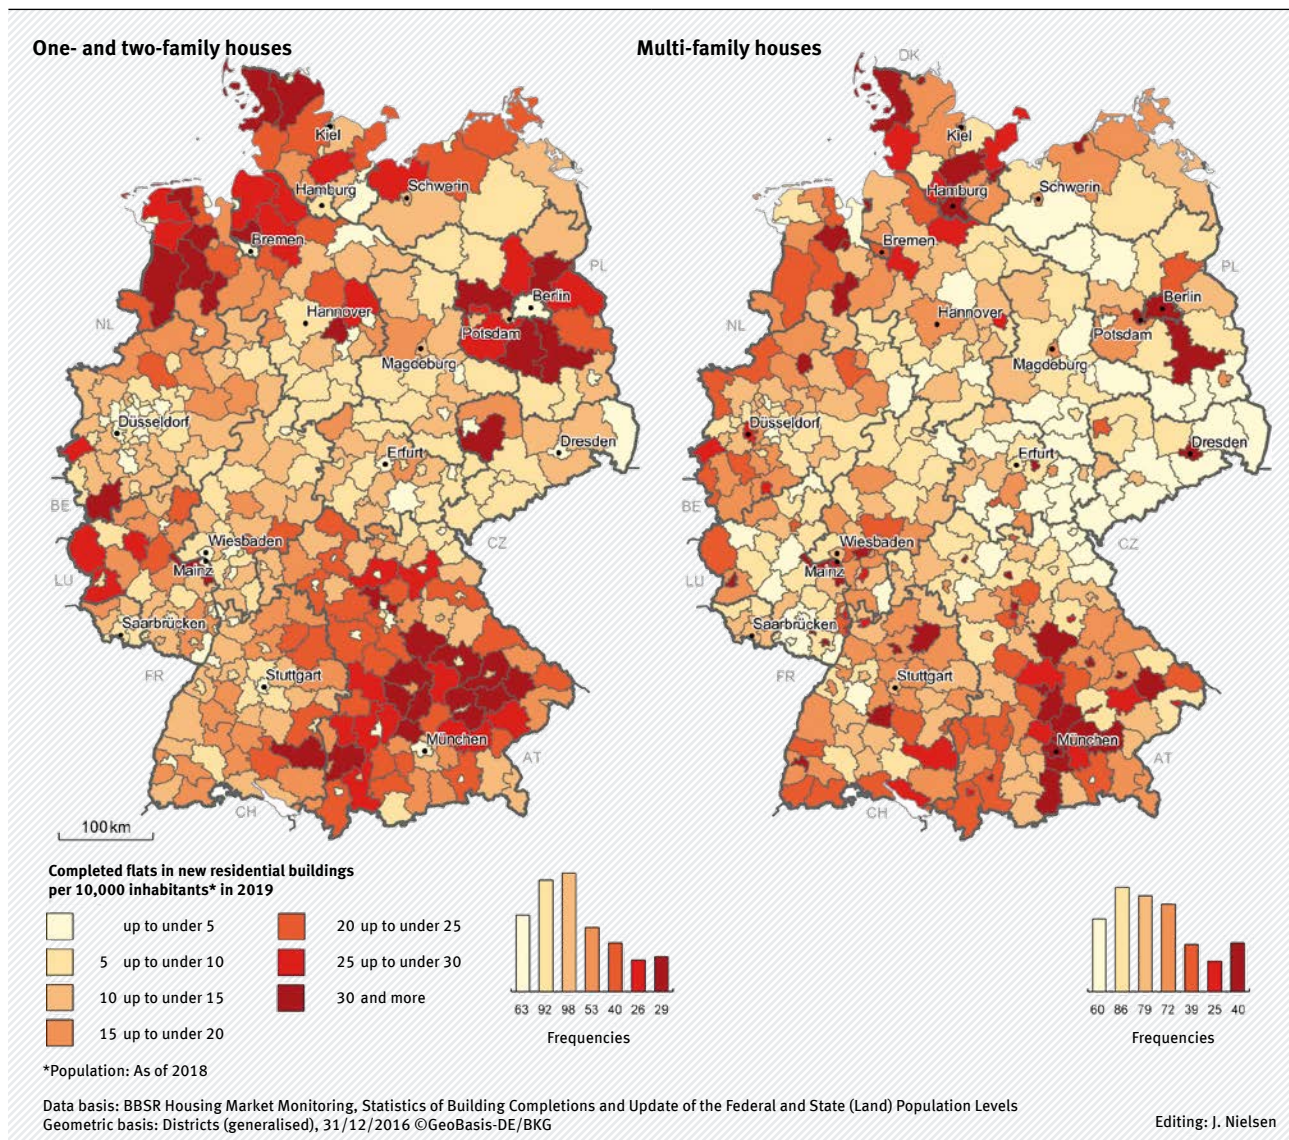 One- and two-family houses
Multi-family houses
Kiel
Hamburg
Schwerin
Bremen
PL
Berlin
NL
Hannover
Potsdam
Magdeburg
Düsseldorf
Dresden
Erfurt
BE
Wiesbaden
CZ
Mainz
LU
Saarbrücken
FR
Stuttgart
München
AT
CH
100 km
DK
Kiel
Hamburg
Schwerin
Bremen
PL
Berlin
NL
Hannover
Potsdam
Magdeburg
Düsseldorf
Dresden
Erfurt
BE
Wiesbaden
CZ
Mainz
LU
Saarbrücken
FR
Stuttgart
München
AT
CH
Completed flats in new residential buildings
per 10,000 inhabitants* in 2019
up to under 5
5 up to under 10
10 up to under 15
15 up to under 20
20 up to under 25
25 up to under 30
30 and more
63 92 98 53 40 26 29
Frequencies
60 86 79 72 39 25 40
Frequencies
*Population: As of 2018
Data basis: BBSR Housing Market Monitoring, Statistics of Building Completions and Update of the Federal and State (Land) Population Levels
Geometric basis: Districts (generalised), 31/12/2016 ©GeoBasis-DE/BKG
Editing: J. Nielsen